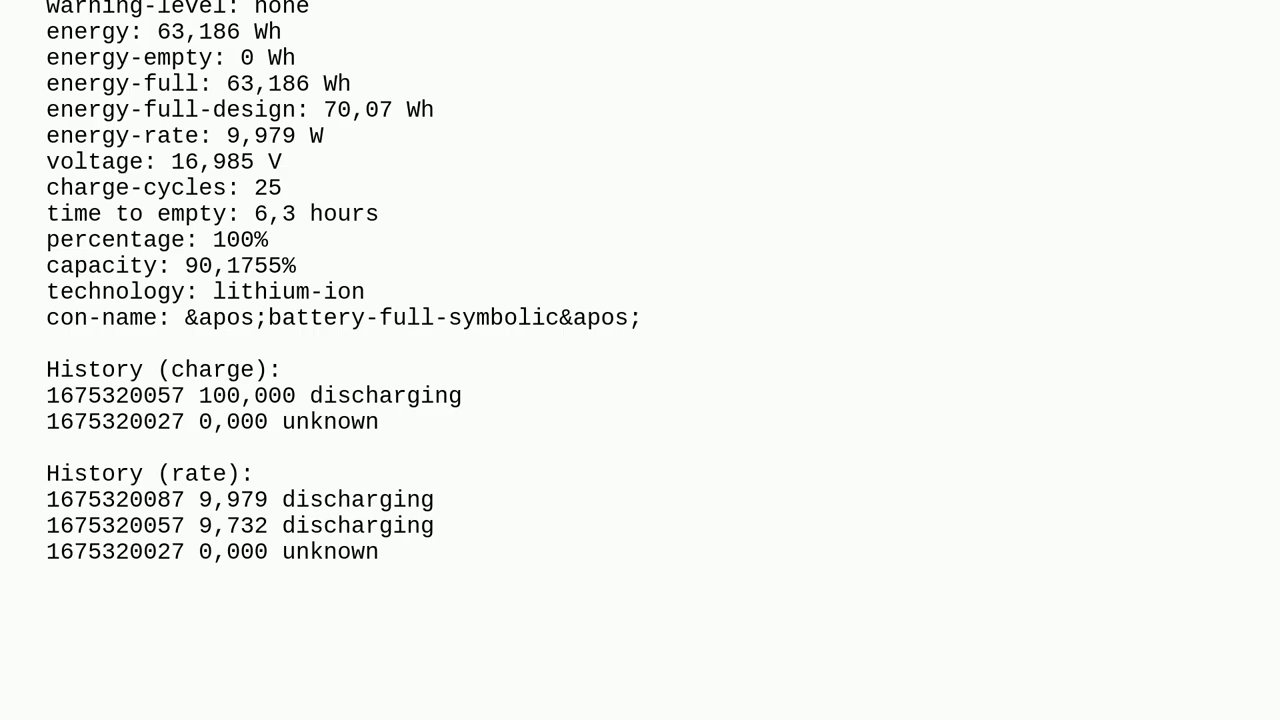 warning-level: none
energy: 63,186 Wh
energy-empty: 0 Wh
energy-full: 63,186 Wh
energy-full-design: 70,07 Wh
energy-rate: 9,979 W
voltage: 16,985 V
charge-cycles: 25
time to empty: 6,3 hours
percentage: 100%
capacity: 90,1755%
technology: lithium-ion
con-name: &apos;battery-full-symbolic&apos;

History (charge):
1675320057 100,000 discharging
1675320027 0,000 unknown

History (rate):
1675320087 9,979 discharging
1675320057 9,732 discharging
1675320027 0,000 unknown